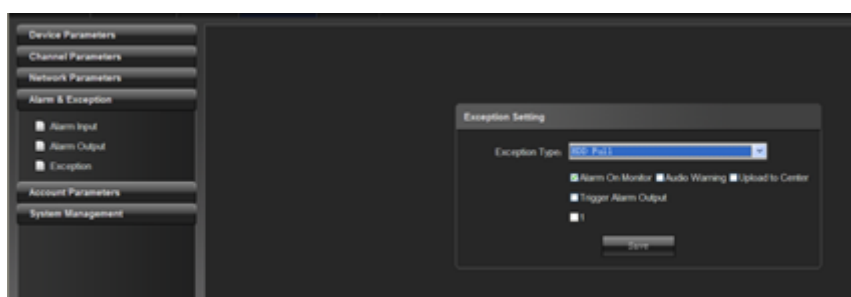 Device Parameters
Channel Parameters
Network Parameters
Alarm & Exception
Alarm Input
Alarm Output
Exception
Account Parameters
System Management
Exception Setting
Exception Type: HDD Full
Alarm On Monitor Audio Warning Upload to Center
Trigger Alarm Output
1
Save